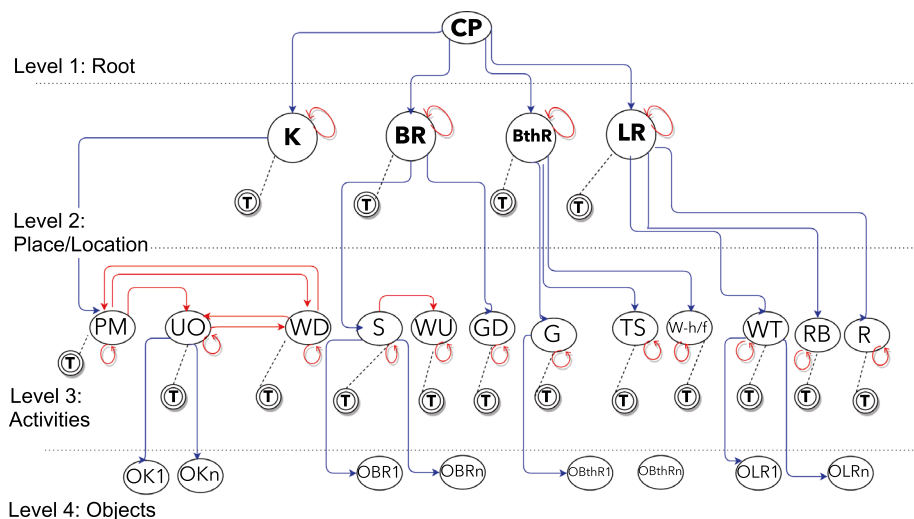 CP
Level 1: Root
K BR BthR LR
T T T T
Level 2:
Place/Location
PM UO WD S WU GD G TS W-h/f WT RB R
T
T T T T T T T T T T T
Level 3:
Activities
OK1 OKn OBR1 OBRn OBthR1 OBthRn OLR1 OLRn
Level 4: Objects